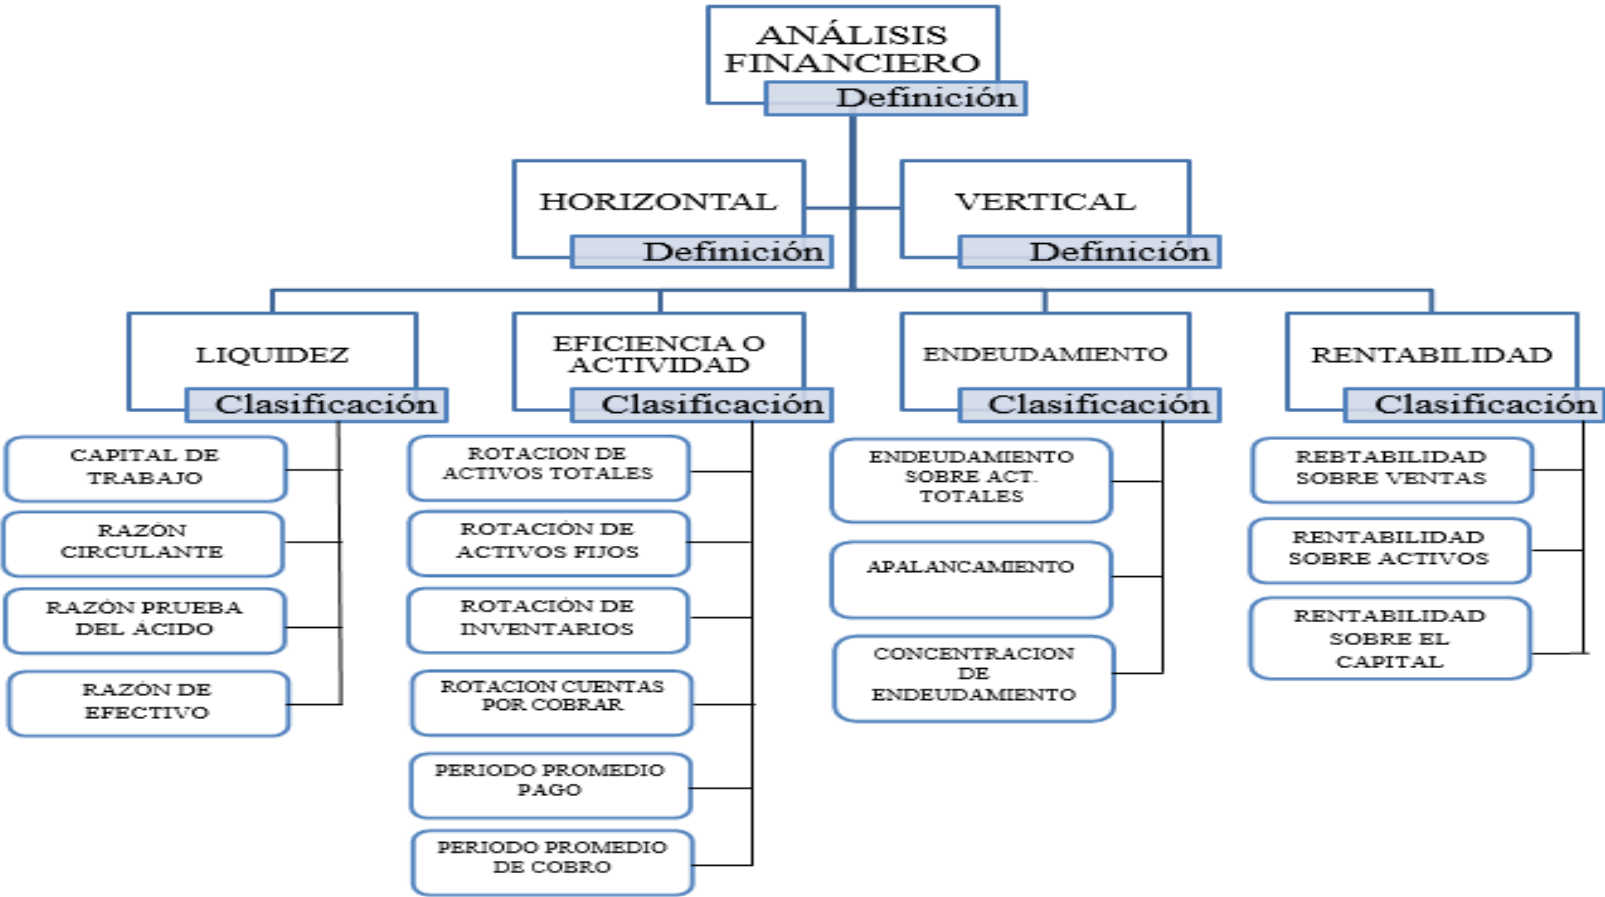 ANÁLISIS
FINANCIERO
Definición
HORIZONTAL
Definición
VERTICAL
Definición
LIQUIDEZ
Clasificación
EFICIENCIA O
ACTIVIDAD
Clasificación
ENDEUDAMIENTO
Clasificación
RENTABILIDAD
Clasificación
CAPITAL DE
TRABAJO
RAZÓN
CIRCULANTE
RAZÓN PRUEBA
DEL ÁCIDO
RAZÓN DE
EFECTIVO
ROTACION DE
ACTIVOS TOTALES
ROTACIÓN DE
ACTIVOS FIJOS
ROTACIÓN DE
INVENTARIOS
ROTACION CUENTAS
POR COBRAR
PERIODO PROMEDIO
PAGO
PERIODO PROMEDIO
DE COBRO
ENDEUDAMIENTO
SOBRE ACT.
TOTALES
APALANCAMIENTO
CONCENTRACION
DE
ENDEUDAMIENTO
REBTABILIDAD
SOBRE VENTAS
RENTABILIDAD
SOBRE ACTIVOS
RENTABILIDAD
SOBRE EL
CAPITAL